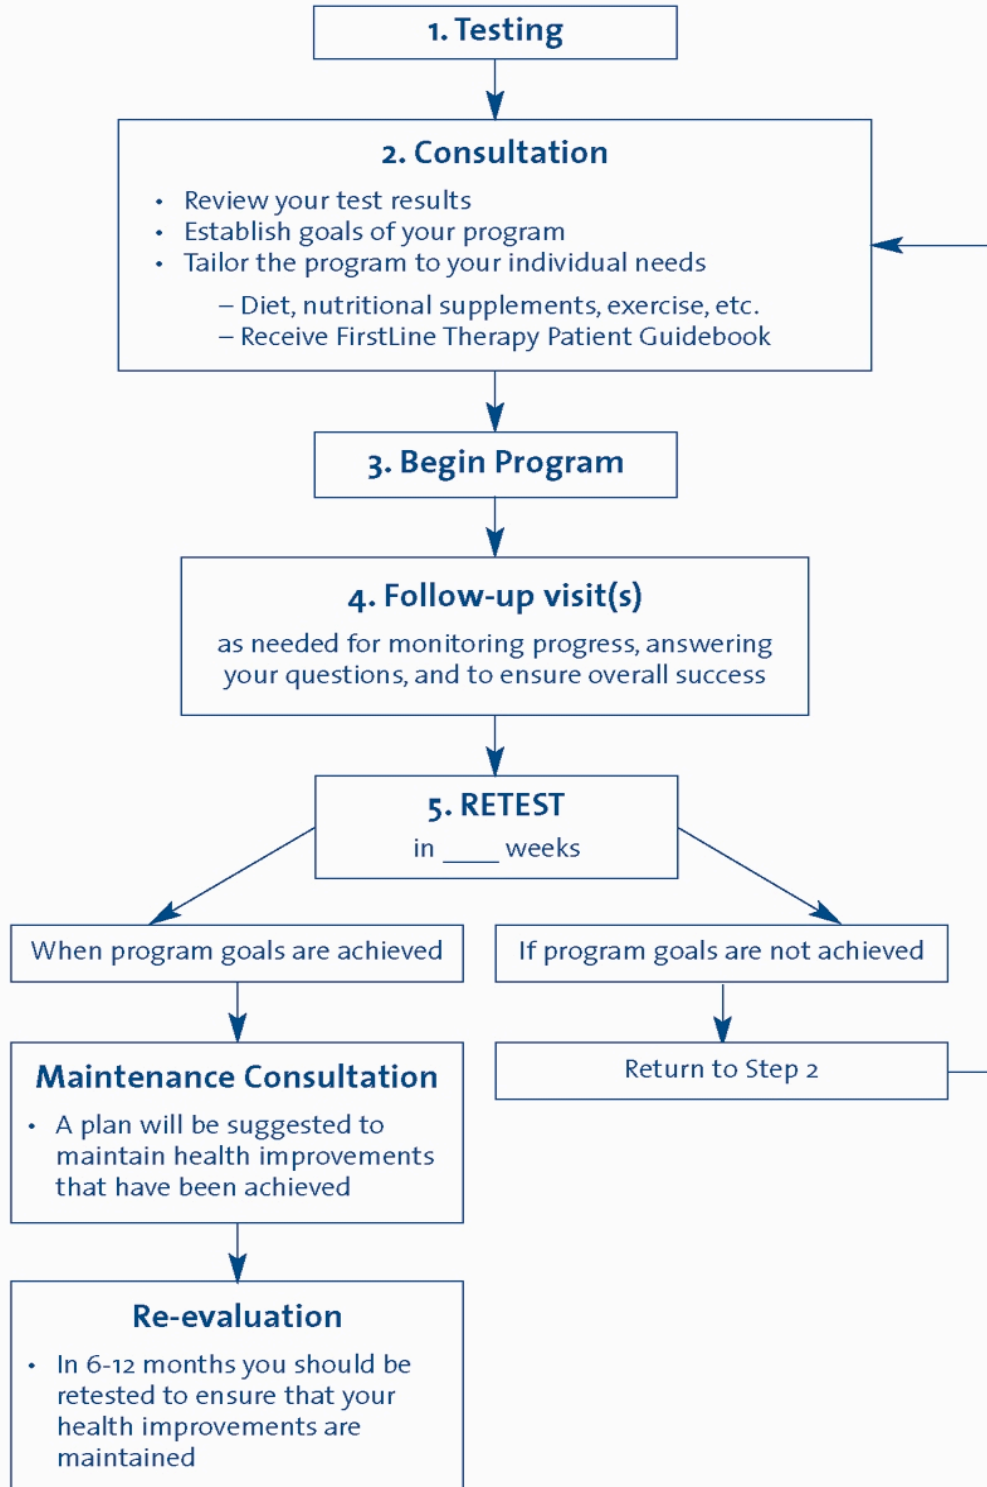 1. Testing
2. Consultation
• Review your test results
• Establish goals of your program
• Tailor the program to your individual needs
– Diet, nutritional supplements, exercise, etc.
– Receive FirstLine Therapy Patient Guidebook
3. Begin Program
4. Follow-up visit(s)
as needed for monitoring progress, answering
your questions, and to ensure overall success
5. RETEST
in ____ weeks
When program goals are achieved
If program goals are not achieved
Maintenance Consultation
• A plan will be suggested to
maintain health improvements
that have been achieved
Return to Step 2
Re-evaluation
• In 6-12 months you should be
retested to ensure that your
health improvements are
maintained